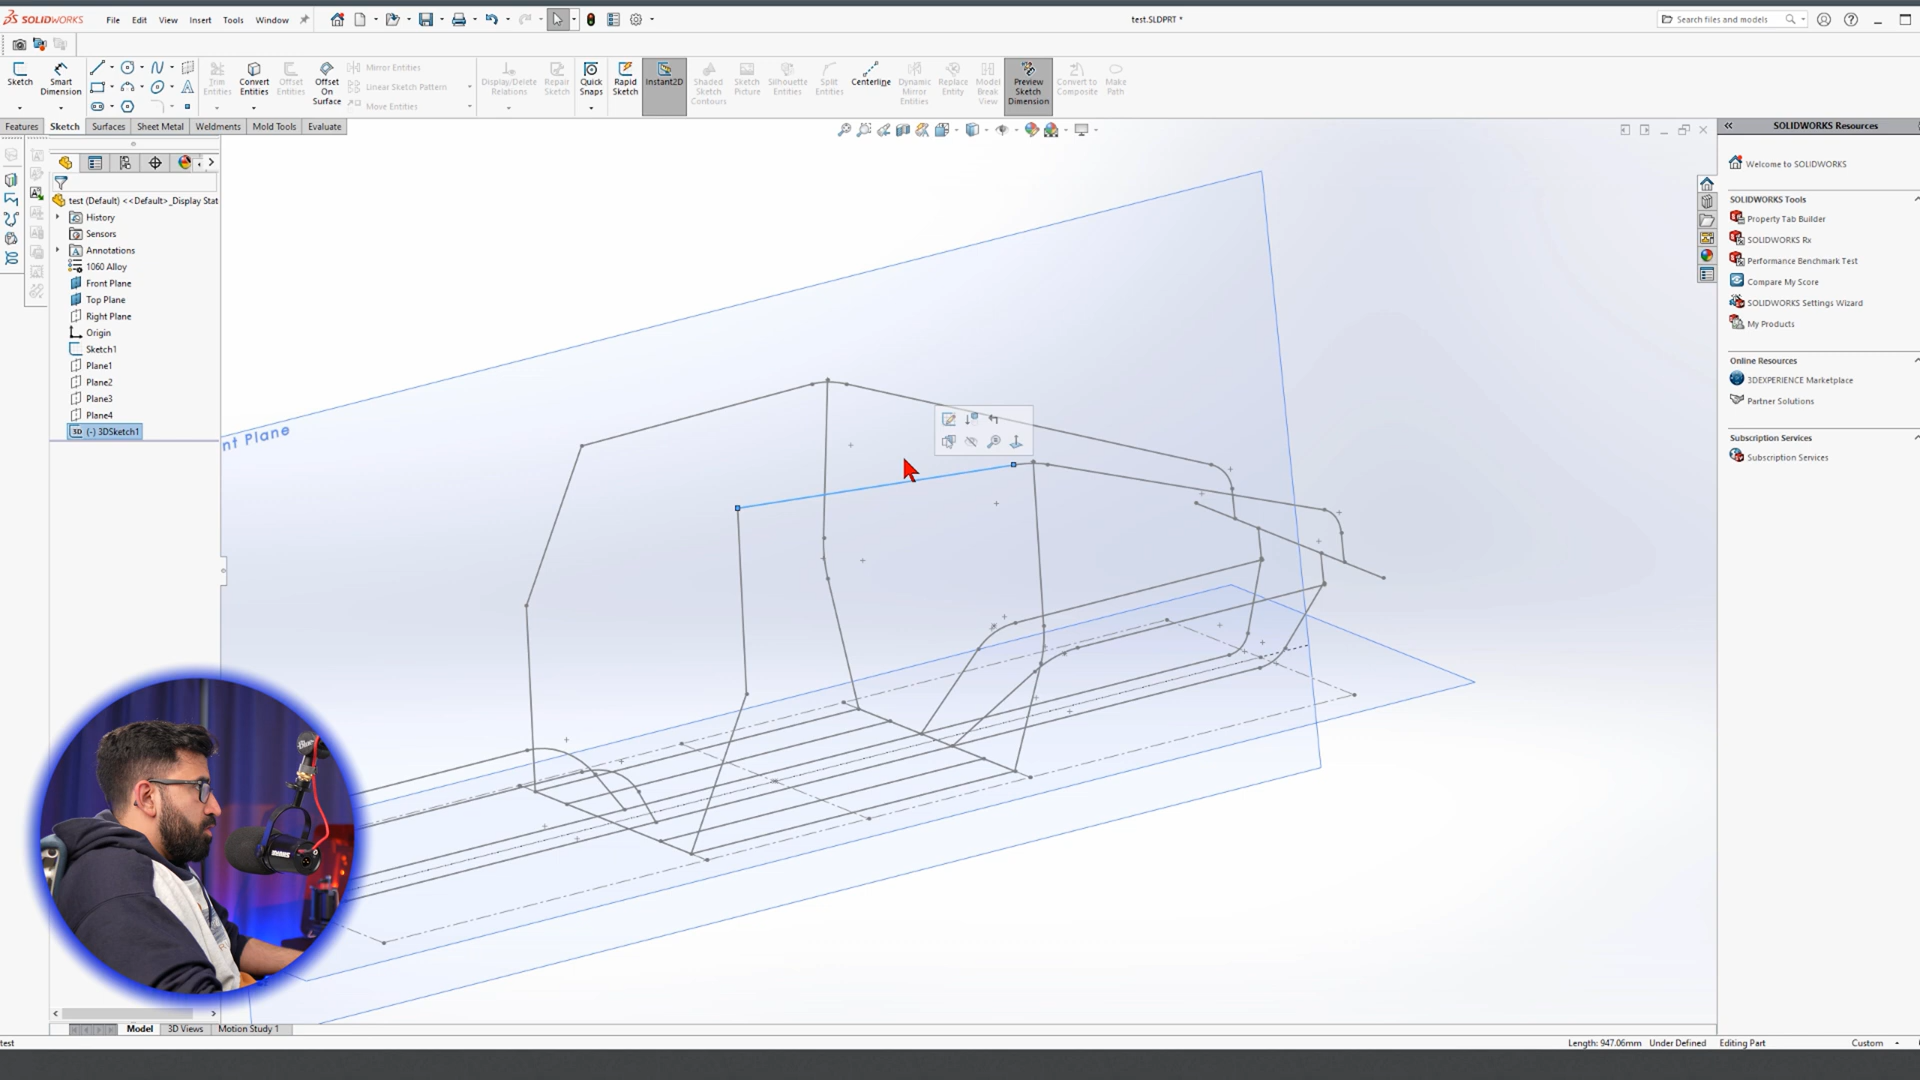 SOLIDWORKS
File
Edit
View
Insert
Tools
Window
test.SLDPRT *
Search files and models
Sketch
Smart
Dimension
Trim
Entities
Convert
Entities
Offset
Entities
Offset
On
Surface
Mirror Entities
Linear Sketch Pattern
Move Entities
Display/Delete
Relations
Repair
Sketch
Quick
Snaps
Rapid
Sketch
Instant2D
Shaded
Sketch
Contours
Sketch
Picture
Silhouette
Entities
Split
Entities
Centerline
Dynamic
Mirror
Entities
Replace
Entity
Model
Break
View
Preview
Sketch
Dimension
Convert to
Composite
Make
Path
Features
Sketch
Surfaces
Sheet Metal
Weldments
Mold Tools
Evaluate
test (Default) <<Default>_Display Stat
History
Sensors
Annotations
1060 Alloy
Front Plane
Top Plane
Right Plane
Origin
Sketch1
Plane1
Plane2
Plane3
Plane4
3D (-) 3DSketch1
nt Plane
SOLIDWORKS Resources
Welcome to SOLIDWORKS
SOLIDWORKS Tools
Property Tab Builder
SOLIDWORKS Rx
Performance Benchmark Test
Compare My Score
SOLIDWORKS Settings Wizard
My Products
Online Resources
3DEXPERIENCE Marketplace
Partner Solutions
Subscription Services
Subscription Services
Model
3D Views
Motion Study 1
test
Length: 947.06mm
Under Defined
Editing Part
Custom